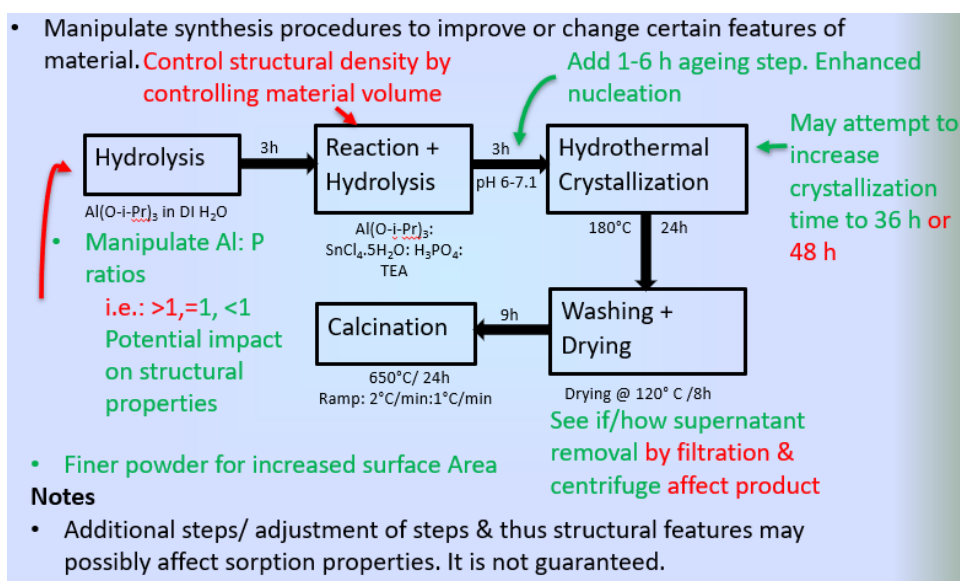 • Manipulate synthesis procedures to improve or change certain features of
material. Control structural density by
controlling material volume
Add 1-6 h ageing step. Enhanced
nucleation
May attempt to
increase
crystallization
time to 36 h or
48 h
Hydrolysis
3h
Reaction +
Hydrolysis
3h
pH 6-7.1
Hydrothermal
Crystallization
Al(O-i-Pr)₃ in DI H₂O
Al(O-i-Pr)₃:
SnCl₄.5H₂O: H₃PO₄:
TEA
180°C
24h
• Manipulate Al: P
ratios
i.e.: >1,=1, <1
Potential impact
on structural
properties
Calcination
9h
Washing +
Drying
650°C/ 24h
Ramp: 2°C/min:1°C/min
Drying @ 120° C /8h
See if/how supernatant
removal by filtration &
centrifuge affect product
• Finer powder for increased surface Area
Notes
• Additional steps/ adjustment of steps & thus structural features may
possibly affect sorption properties. It is not guaranteed.